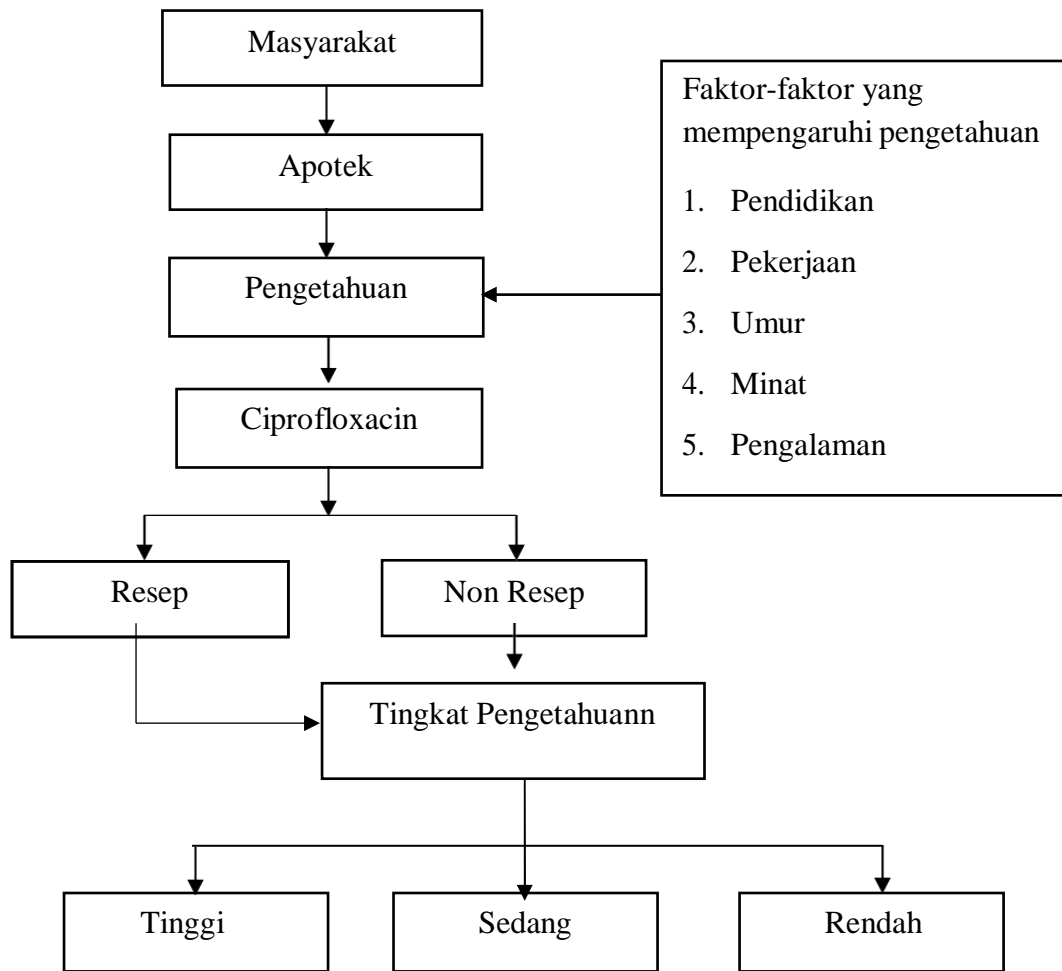 Masyarakat
Faktor-faktor yang
mempengaruhi pengetahuan
1. Pendidikan
2. Pekerjaan
3. Umur
4. Minat
5. Pengalaman
Apotek
Pengetahuan
Ciprofloxacin
Resep
Non Resep
Tingkat Pengetahuann
Tinggi
Sedang
Rendah